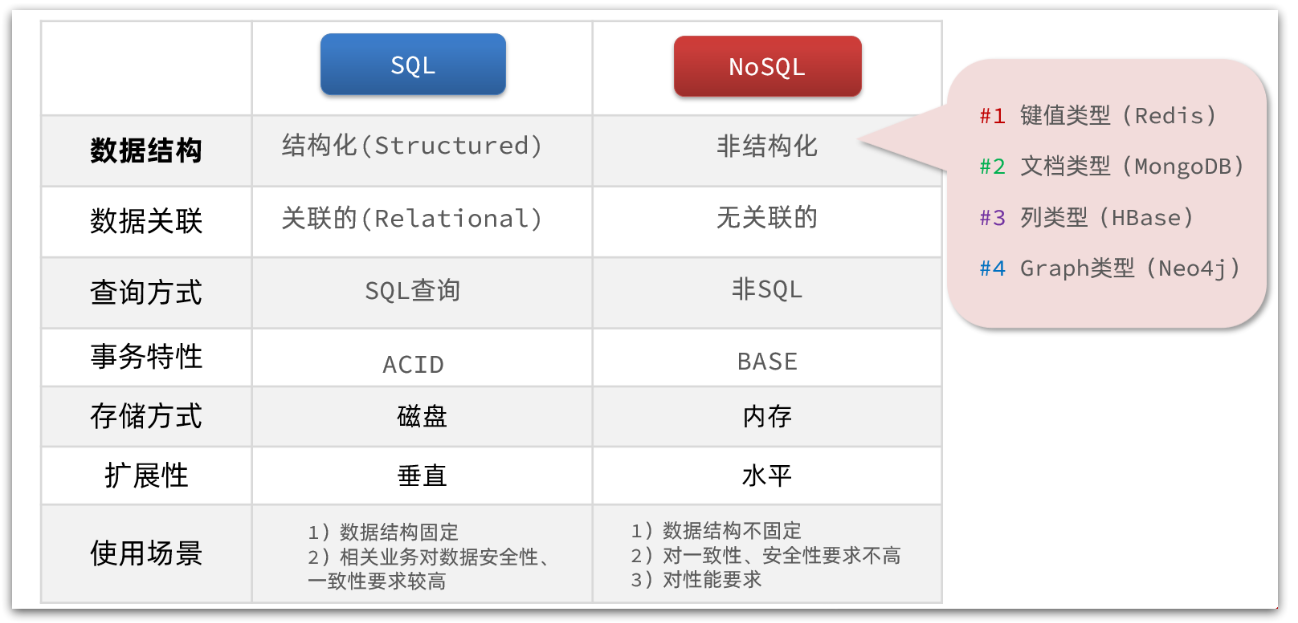 SQL
NoSQL
数据结构
结构化(Structured)
非结构化
#1 键值类型（Redis）
#2 文档类型（MongoDB）
#3 列类型（HBase）
#4 Graph类型（Neo4j）
数据关联
关联的(Relational)
无关联的
查询方式
SQL查询
非SQL
事务特性
ACID
BASE
存储方式
磁盘
内存
扩展性
垂直
水平
使用场景
1）数据结构固定
2）相关业务对数据安全性、
一致性要求较高
1）数据结构不固定
2）对一致性、安全性要求不高
3）对性能要求